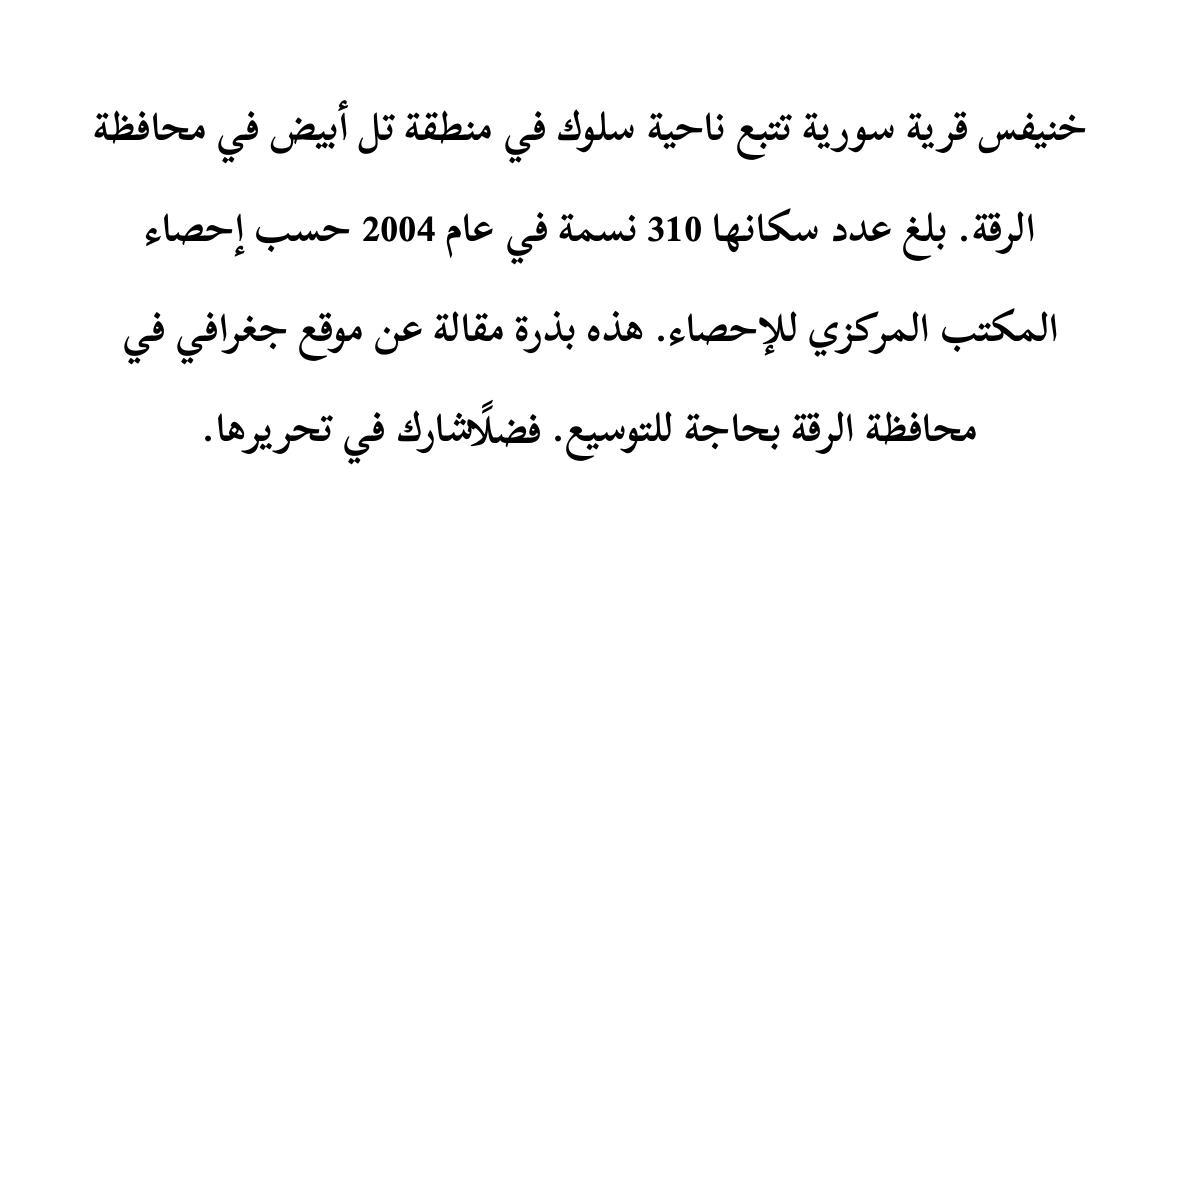 خنيفس قرية سورية تتبع ناحية سلوك في منطقة تل أبيض في محافظة
الرقة. بلغ عدد سكانها 310 نسمة في عام 2004 حسب إحصاء
المكتب المركزي للإحصاء. هذه بذرة مقالة عن موقع جغرافي في
محافظة الرقة بحاجة للتوسيع. فضلًاشارك في تحريرها.